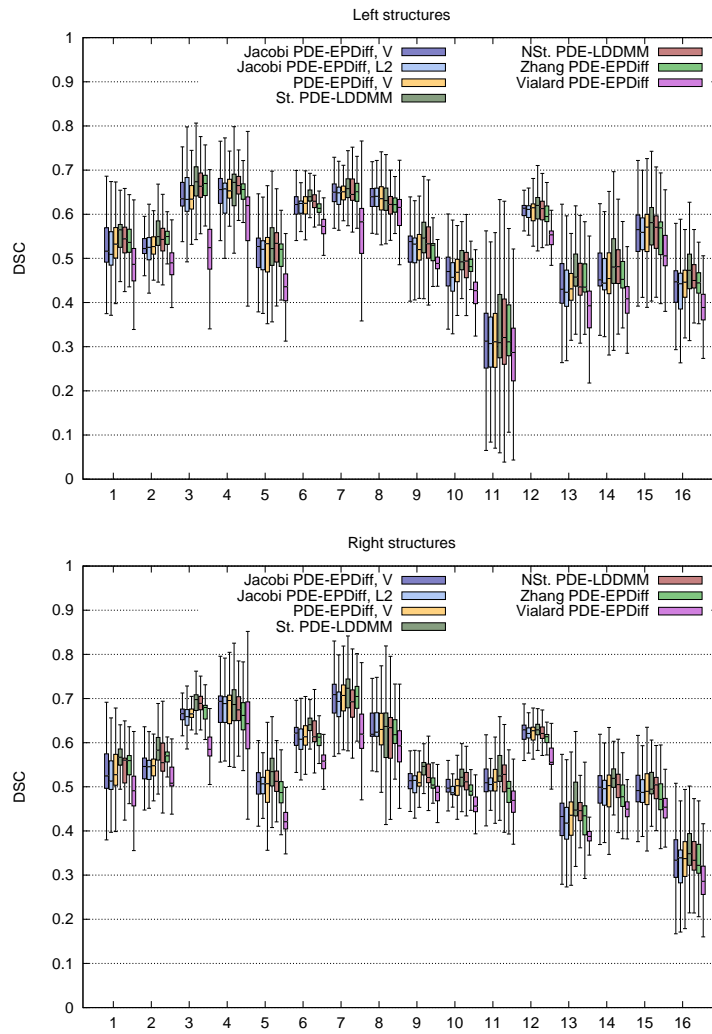 Left structures
Jacobi PDE-EPDiff, V
Jacobi PDE-EPDiff, L2
PDE-EPDiff, V
St. PDE-LDDMM
NSt. PDE-LDDMM
Zhang PDE-EPDiff
Vialard PDE-EPDiff
DSC
1
0.9
0.8
0.7
0.6
0.5
0.4
0.3
0.2
0.1
0
1 2 3 4 5 6 7 8 9 10 11 12 13 14 15 16
Right structures
Jacobi PDE-EPDiff, V
Jacobi PDE-EPDiff, L2
PDE-EPDiff, V
St. PDE-LDDMM
NSt. PDE-LDDMM
Zhang PDE-EPDiff
Vialard PDE-EPDiff
DSC
1
0.9
0.8
0.7
0.6
0.5
0.4
0.3
0.2
0.1
0
1 2 3 4 5 6 7 8 9 10 11 12 13 14 15 16